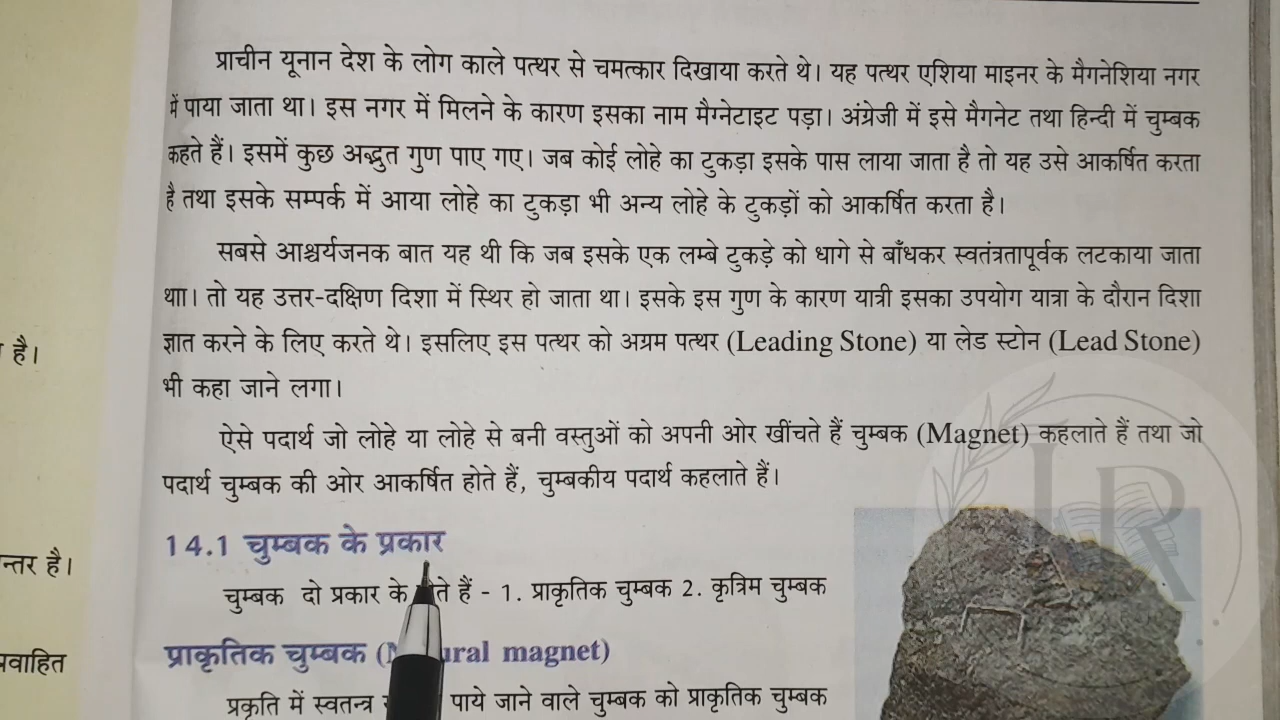 प्राचीन यूनान देश के लोग काले पत्थर से चमत्कार दिखाया करते थे। यह पत्थर एशिया माइनर के मैगनेशिया नगर
में पाया जाता था। इस नगर में मिलने के कारण इसका नाम मैग्नेटाइट पड़ा। अंग्रेजी में इसे मैगनेट तथा हिन्दी में चुम्बक
कहते हैं। इसमें कुछ अद्भुत गुण पाए गए। जब कोई लोहे का टुकड़ा इसके पास लाया जाता है तो यह उसे आकर्षित करता
है तथा इसके सम्पर्क में आया लोहे का टुकड़ा भी अन्य लोहे के टुकड़ों को आकर्षित करता है।
सबसे आश्चर्यजनक बात यह थी कि जब इसके एक लम्बे टुकड़े को धागे से बाँधकर स्वतंत्रतापूर्वक लटकाया जाता
थाा। तो यह उत्तर-दक्षिण दिशा में स्थिर हो जाता था। इसके इस गुण के कारण यात्री इसका उपयोग यात्रा के दौरान दिशा
ज्ञात करने के लिए करते थे। इसलिए इस पत्थर को अग्रम पत्थर (Leading Stone) या लेड स्टोन (Lead Stone)
भी कहा जाने लगा।
ऐसे पदार्थ जो लोहे या लोहे से बनी वस्तुओं को अपनी ओर खींचते हैं चुम्बक (Magnet) कहलाते हैं तथा जो
पदार्थ चुम्बक की ओर आकर्षित होते हैं, चुम्बकीय पदार्थ कहलाते हैं।
14.1 चुम्बक के प्रकार
चुम्बक दो प्रकार के हैं - 1. प्राकृतिक चुम्बक 2. कृत्रिम चुम्बक
प्राकृतिक चुम्बक (Natural magnet)
प्रकृति में स्वतन्त्र पाये जाने वाले चुम्बक को प्राकृतिक चुम्बक
है।
न्तर है।
प्रवाहित